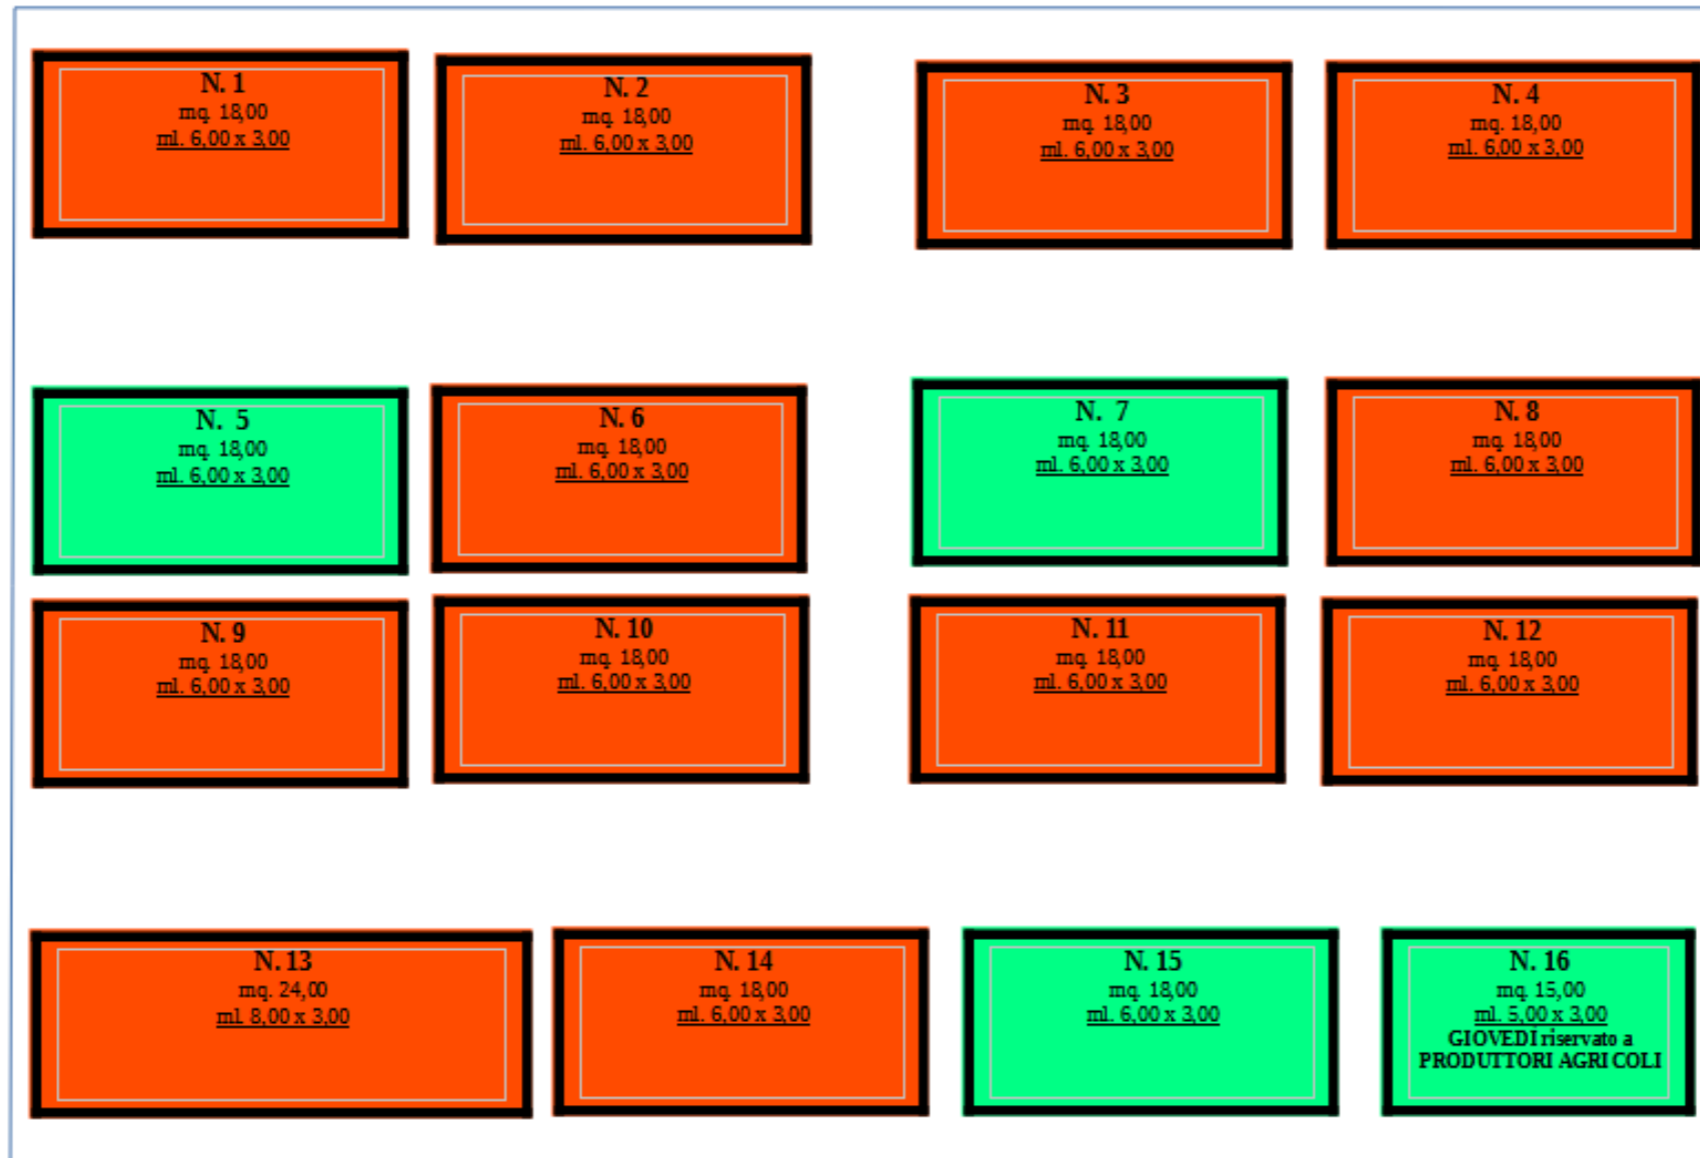 N. 1
mq. 18,00
ml. 6,00 x 3,00
N. 2
mq. 18,00
ml. 6,00 x 3,00
N. 3
mq. 18,00
ml. 6,00 x 3,00
N. 4
mq. 18,00
ml. 6,00 x 3,00
N. 5
mq. 18,00
ml. 6,00 x 3,00
N. 6
mq. 18,00
ml. 6,00 x 3,00
N. 7
mq. 18,00
ml. 6,00 x 3,00
N. 8
mq. 18,00
ml. 6,00 x 3,00
N. 9
mq. 18,00
ml. 6,00 x 3,00
N. 10
mq. 18,00
ml. 6,00 x 3,00
N. 11
mq. 18,00
ml. 6,00 x 3,00
N. 12
mq. 18,00
ml. 6,00 x 3,00
N. 13
mq. 24,00
ml. 8,00 x 3,00
N. 14
mq. 18,00
ml. 6,00 x 3,00
N. 15
mq. 18,00
ml. 6,00 x 3,00
N. 16
mq. 15,00
ml. 5,00 x 3,00
GIOVEDÌ riservato a
PRODUTTORI AGRICOLI